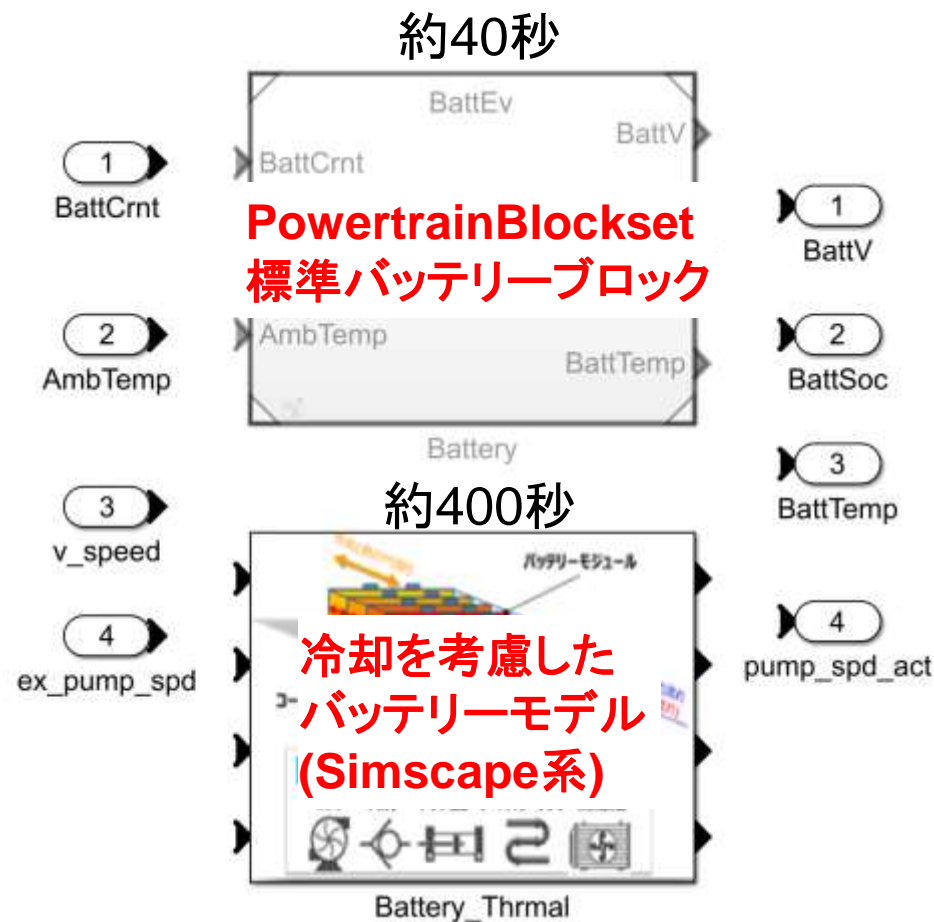 約40秒
BattEv
BattV
BattCrnt
1
BattCrnt
PowertrainBlockset
標準バッテリーブロック
1
BattV
2
AmbTemp
AmbTemp
BattTemp
2
BattSoc
Battery
3
BattTemp
約400秒
3
v_speed
バッテリーモジュール
4
ex_pump_spd
冷却を考慮した
バッテリーモデル
(Simscape系)
4
pump_spd_act
Battery_Thrmal